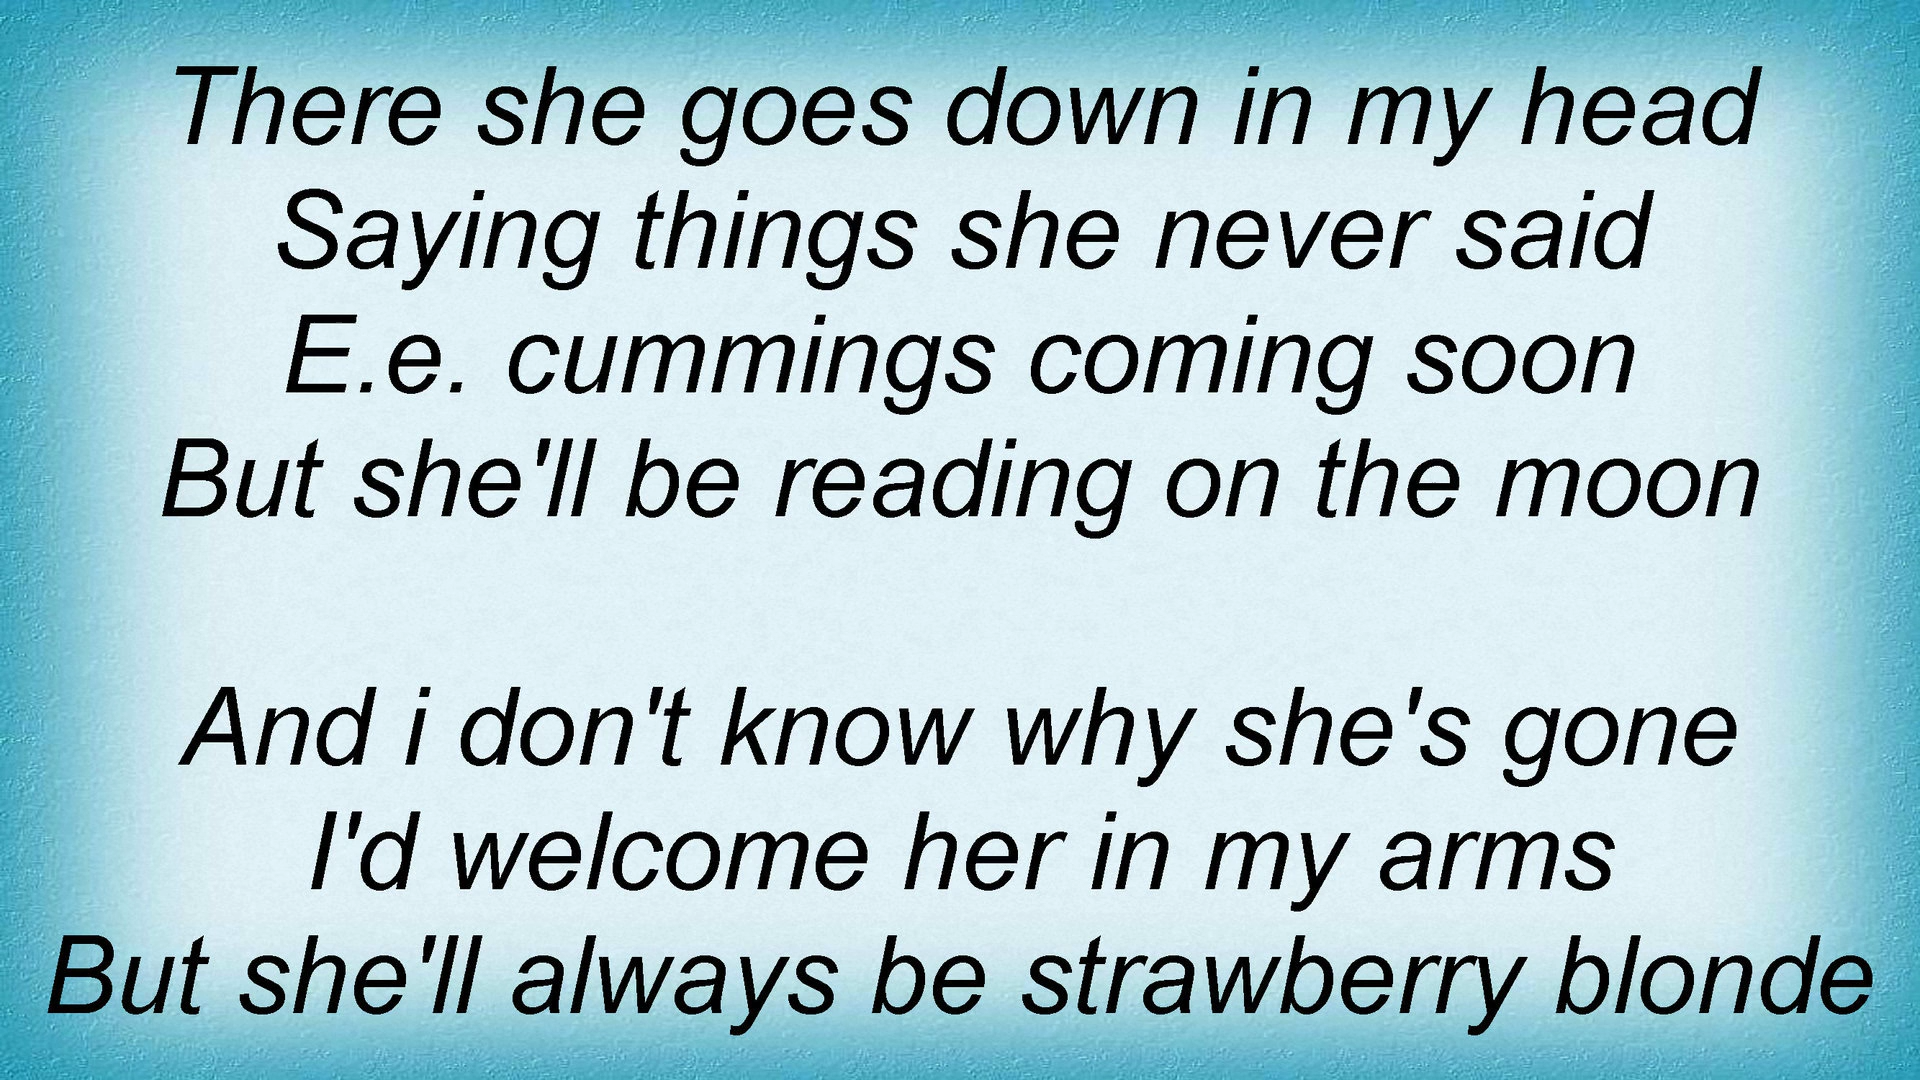 There she goes down in my head
Saying things she never said
E.e. cummings coming soon
But she'll be reading on the moon
And i don't know why she's gone
I'd welcome her in my arms
But she'll always be strawberry blonde